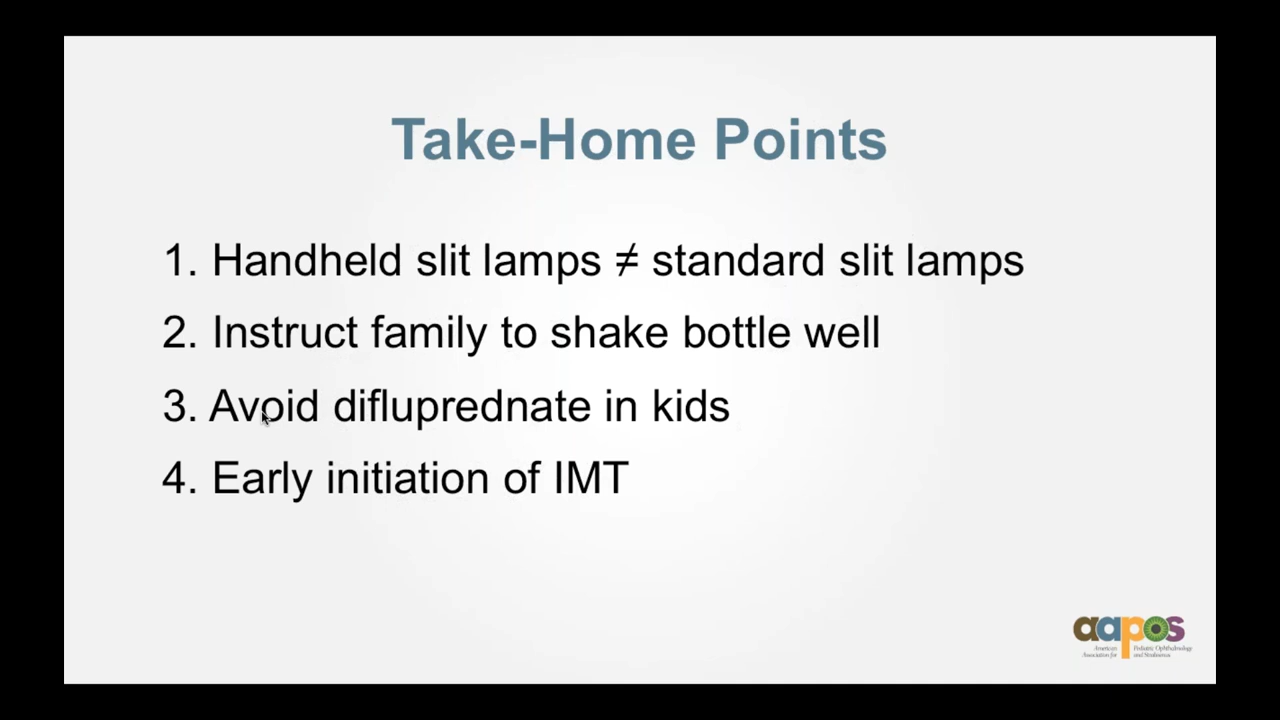 Take-Home Points
1. Handheld slit lamps ≠ standard slit lamps
2. Instruct family to shake bottle well
3. Avoid difluprednate in kids
4. Early initiation of IMT
aapos
American Association for Pediatric Ophthalmology and Strabismus